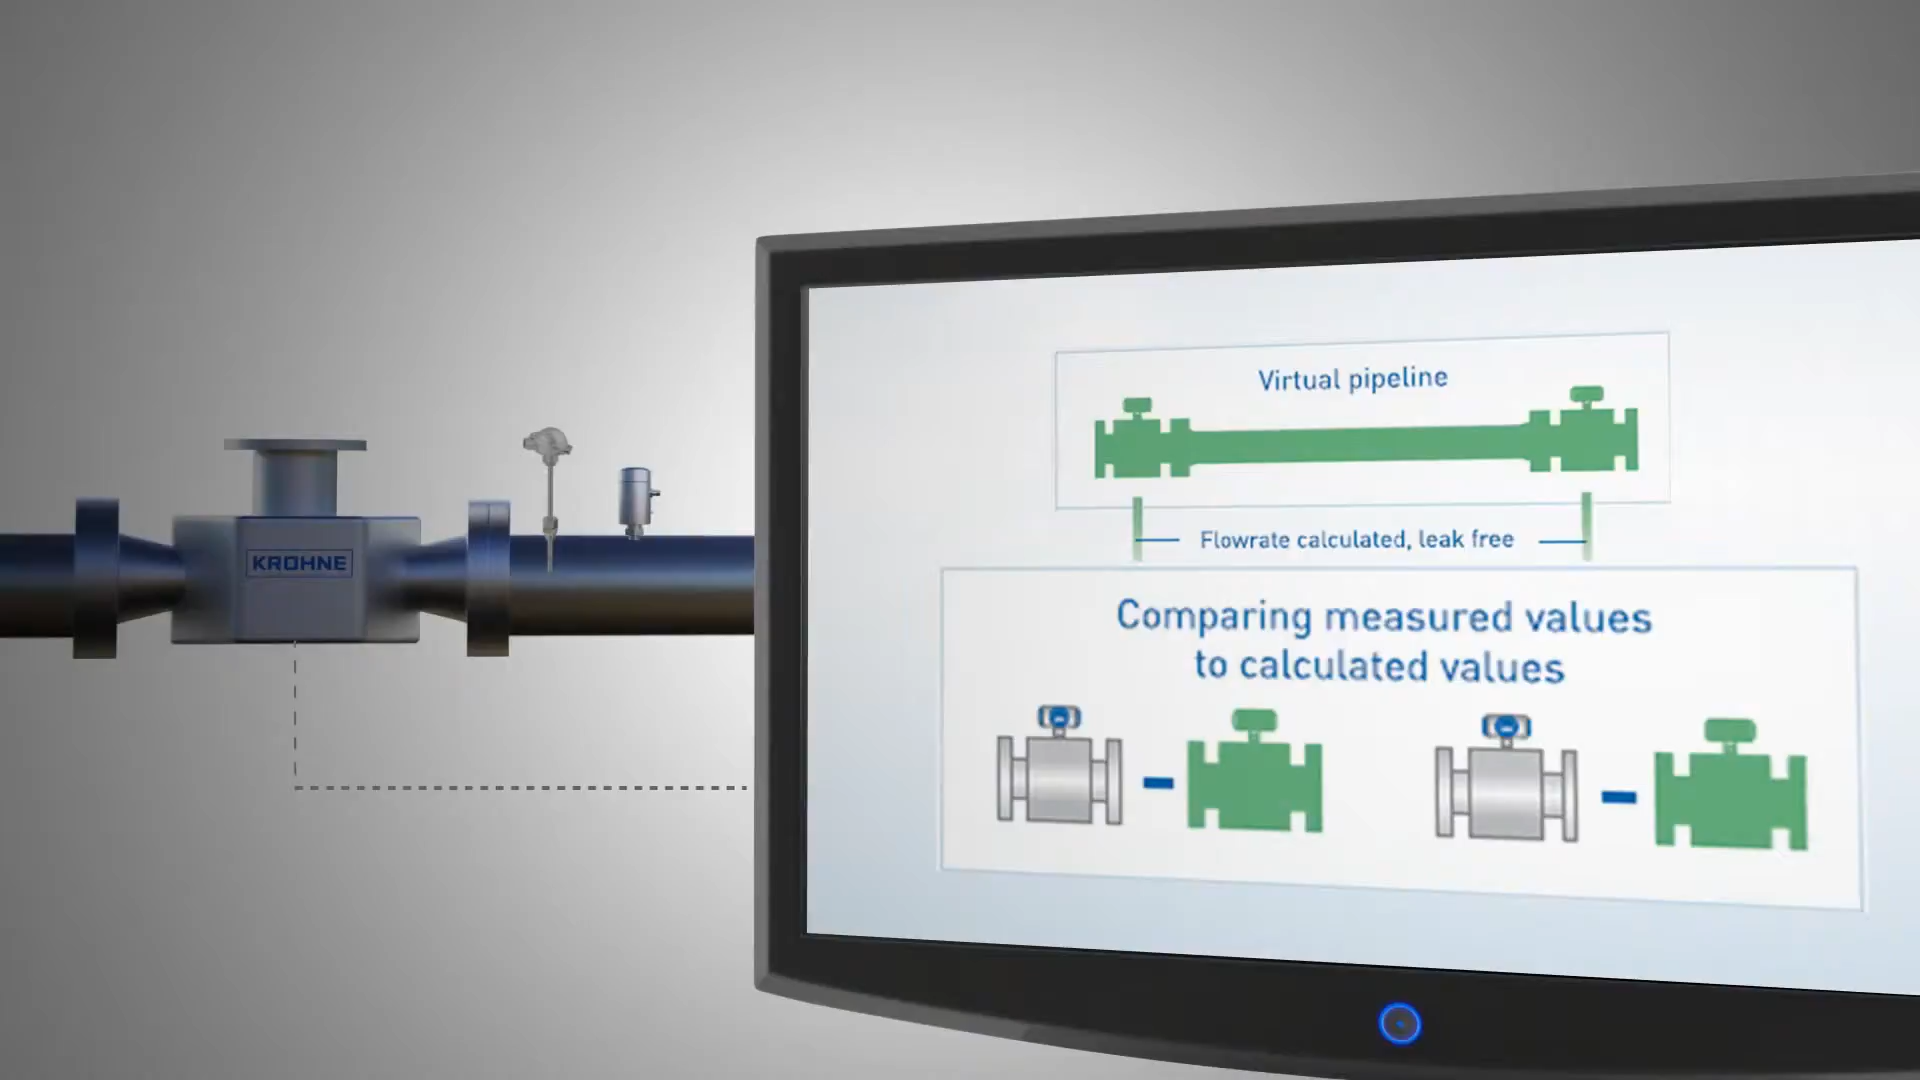 KROHNE
Virtual pipeline
Flowrate calculated, leak free
Comparing measured values
to calculated values